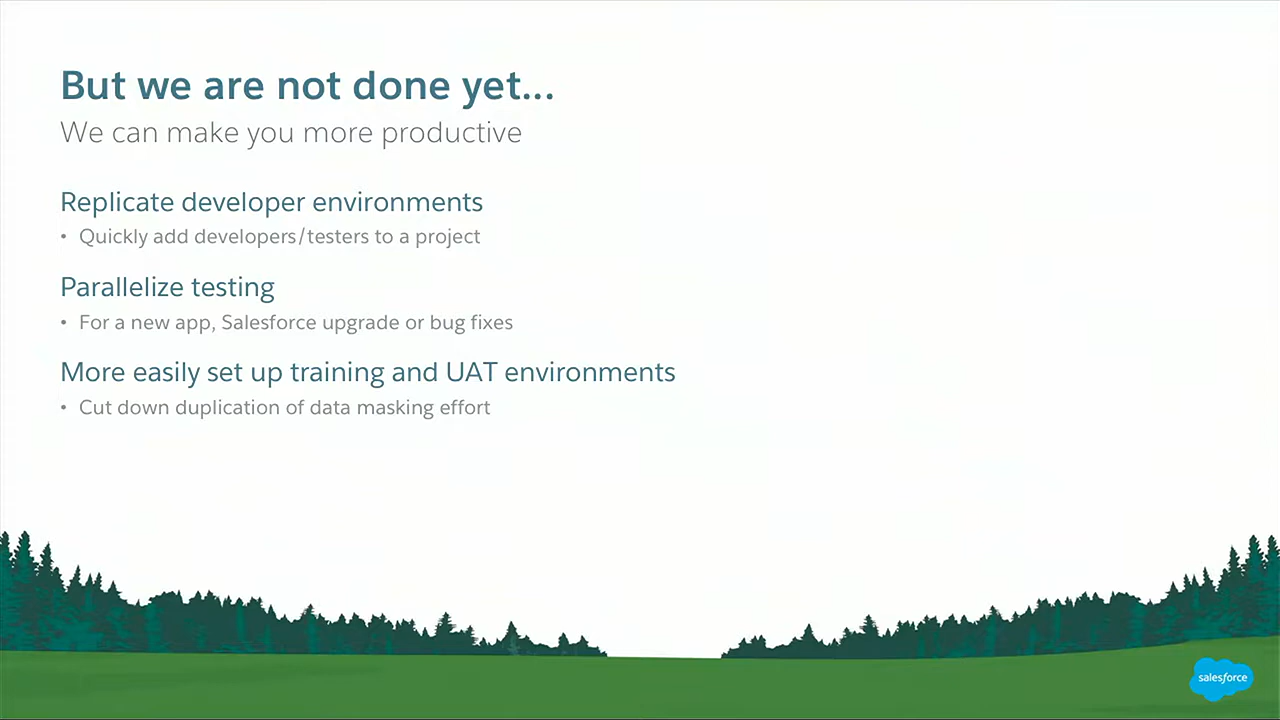 But we are not done yet...
We can make you more productive
Replicate developer environments
• Quickly add developers/testers to a project
Parallelize testing
• For a new app, Salesforce upgrade or bug fixes
More easily set up training and UAT environments
• Cut down duplication of data masking effort
salesforce